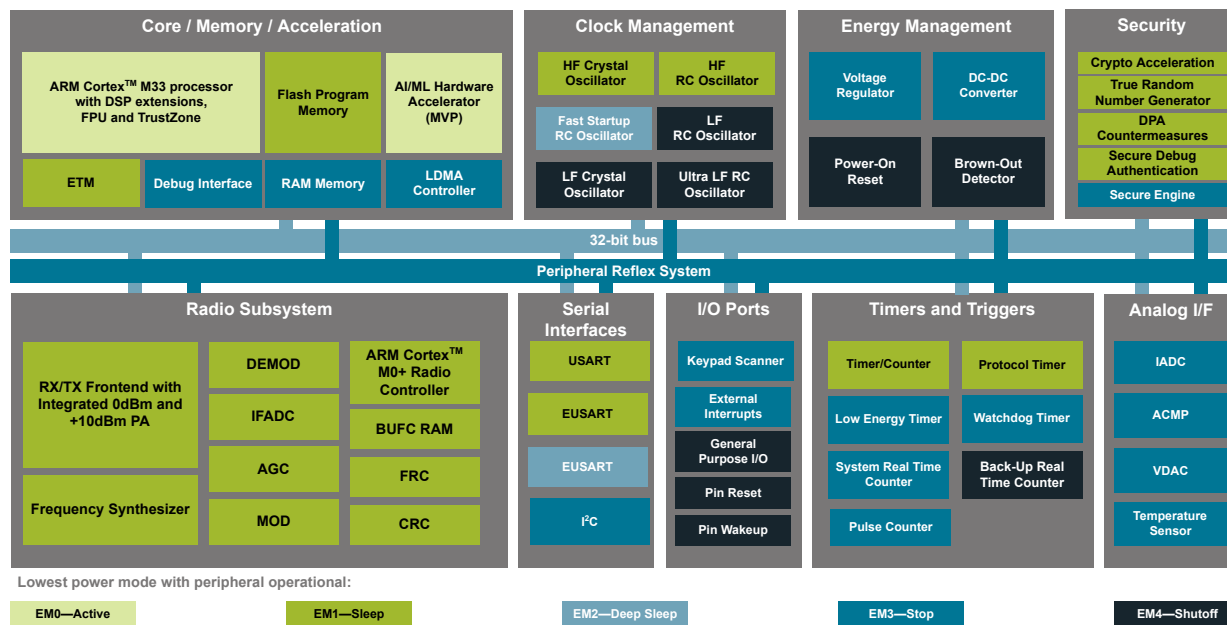 Core / Memory / Acceleration
ARM Cortex™ M33 processor
with DSP extensions,
FPU and TrustZone
Flash Program
Memory
AI/ML Hardware
Accelerator
(MVP)
ETM
Debug Interface
RAM Memory
LDMA
Controller
Clock Management
HF Crystal
Oscillator
HF
RC Oscillator
Fast Startup
RC Oscillator
LF
RC Oscillator
LF Crystal
Oscillator
Ultra LF RC
Oscillator
Energy Management
Voltage
Regulator
DC-DC
Converter
Power-On
Reset
Brown-Out
Detector
Security
Crypto Acceleration
True Random
Number Generator
DPA
Countermeasures
Secure Debug
Authentication
Secure Engine
32-bit bus
Peripheral Reflex System
Radio Subsystem
RX/TX Frontend with
Integrated 0dBm and
+10dBm PA
Frequency Synthesizer
DEMOD
IFADC
AGC
MOD
ARM Cortex™
M0+ Radio
Controller
BUFC RAM
FRC
CRC
Serial
Interfaces
USART
EUSART
EUSART
I²C
I/O Ports
Keypad Scanner
External
Interrupts
General
Purpose I/O
Pin Reset
Pin Wakeup
Timers and Triggers
Timer/Counter
Protocol Timer
Low Energy Timer
Watchdog Timer
System Real Time
Counter
Back-Up Real
Time Counter
Pulse Counter
Analog I/F
IADC
ACMP
VDAC
Temperature
Sensor
Lowest power mode with peripheral operational:
EM0—Active
EM1—Sleep
EM2—Deep Sleep
EM3—Stop
EM4—Shutoff